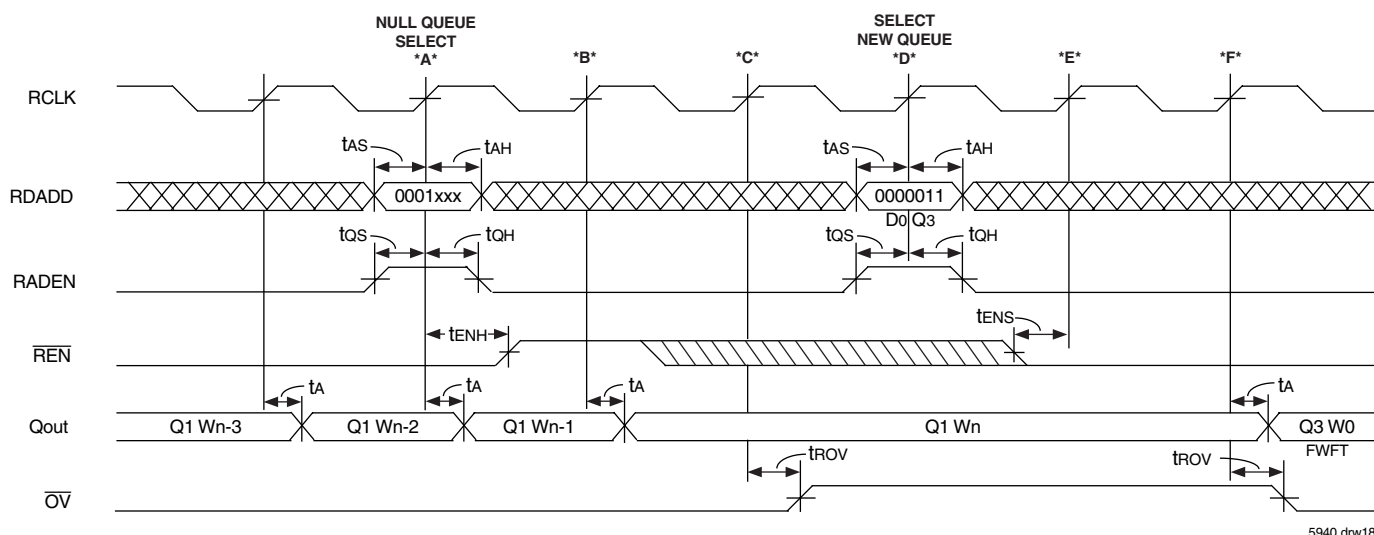 NULL QUEUE
SELECT
*A*
*B*
*C*
SELECT
NEW QUEUE
*D*
*E*
*F*
RCLK
tAS
tAH
tAS
tAH
RDADD
0001xxx
0000011
D0 Q3
tQS
tQH
tQS
tQH
RADEN
tENH
tENS
REN
tA
tA
tA
tA
Qout
Q1 Wn-3
Q1 Wn-2
Q1 Wn-1
Q1 Wn
Q3 W0
FWFT
tROV
tROV
OV
5940 drw18